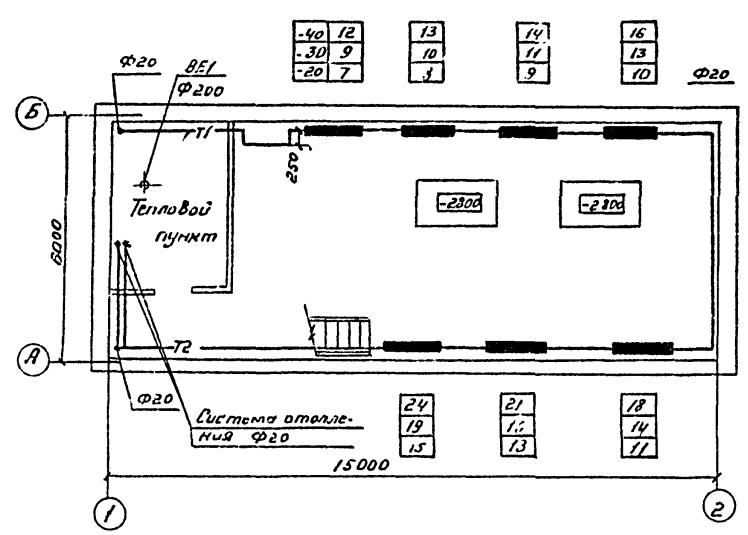 -40 12 13 14 16
-30 9 10 11 13
-20 7 9 10
Ф20 ВЕ1 Ф20
Ф200
Б
Т1
250
-2800 -2800
Тепловой
пункт
6000
А
Т2
Ф20
24 21 18
19 14
15 13 11
Система отопле-
ния Ф20
15000
1 2